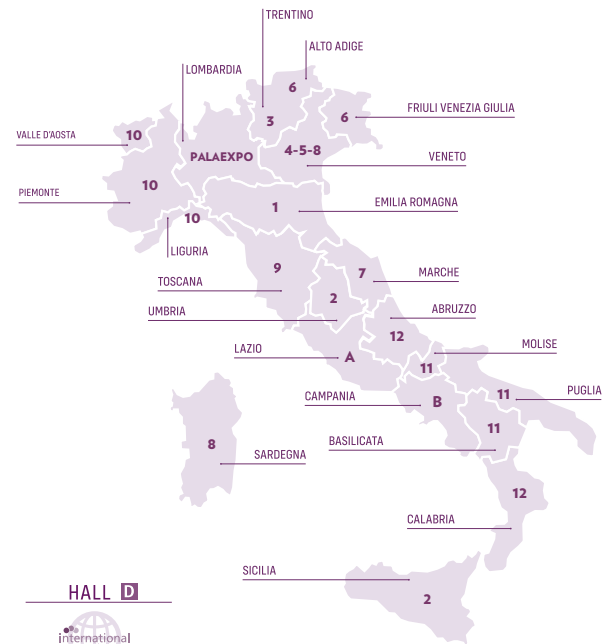 TRENTINO
ALTO ADIGE
LOMBARDIA
6
FRIULI VENEZIA GIULIA
3
6
VALLE D'AOSTA
10
4-5-8
PALAEXPO
VENETO
10
PIEMONTE
EMILIA ROMAGNA
1
10
LIGURIA
9
7
MARCHE
TOSCANA
2
UMBRIA
ABRUZZO
12
MOLISE
LAZIO
A
11
PUGLIA
11
CAMPANIA
B
11
BASILICATA
8
SARDEGNA
12
CALABRIA
SICILIA
2
HALL D
international